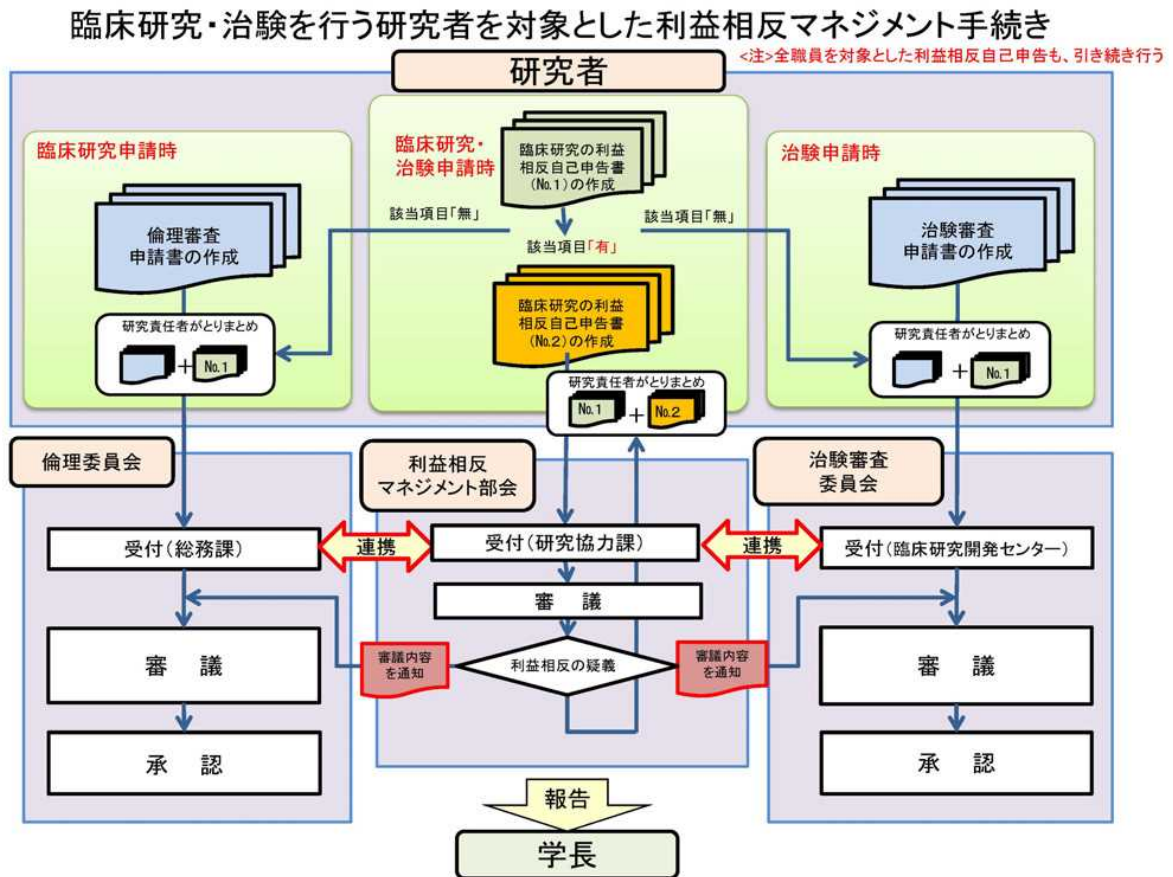 臨床研究・治験を行う研究者を対象とした利益相反マネジメント手続き
<注>全職員を対象とした利益相反自己申告も、引き続き行う
研究者
臨床研究申請時
倫理審査
申請書の作成
研究責任者がとりまとめ
+
No.1
臨床研究・
治験申請時
臨床研究の利益
相反自己申告書
(No.1)の作成
該当項目「無」
該当項目「無」
該当項目「有」
臨床研究の利益
相反自己申告書
(No.2)の作成
研究責任者がとりまとめ
No.1
+
No.2
治験申請時
治験審査
申請書の作成
研究責任者がとりまとめ
+
No.1
倫理委員会
受付(総務課)
審 議
承 認
連携
利益相反
マネジメント部会
受付(研究協力課)
審 議
利益相反の疑義
審議内容
を通知
審議内容
を通知
連携
治験審査
委員会
受付(臨床研究開発センター)
審 議
承 認
報告
学長